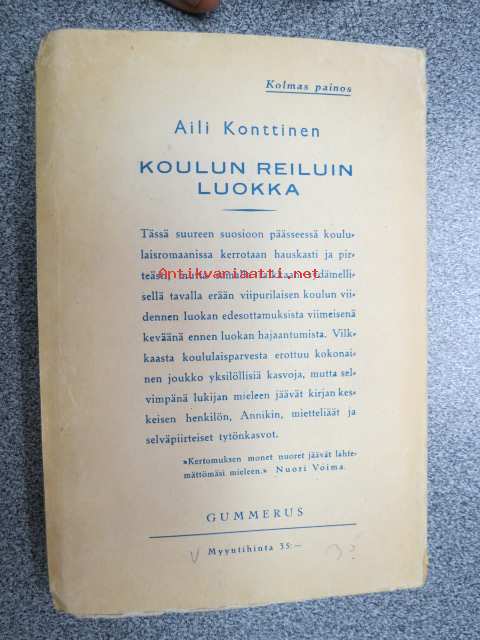 Kolmas painos
Aili Konttinen
KOULUN REILUIN
LUOKKA
Tässä suureen suosioon päässeessä koulu-
laisromaanissa kerrotaan hauskasti ja pir-
teästi, mutta
Antikvariaatti.net
sellä tavalla erään viipurilaisen koulun vii-
dennen luokan edesottamuksista viimeisenä
keväänä ennen luokan hajaantumista. Vilk-
kaasta koululaisparvesta erottuu kokonai-
nen joukko yksilöllisiä kasvoja, mutta sel-
vimpänä lukijan mieleen jäävät kirjan kes-
keisen henkilön, Annikin, mietteliäät ja
selväpiirteiset tytönkasvot.
»Kertomuksen monet nuoret jäävät lähte-
mättömäsi mieleen.» Nuori Voima.
GUMMERUS
Myyntihinta 35:—